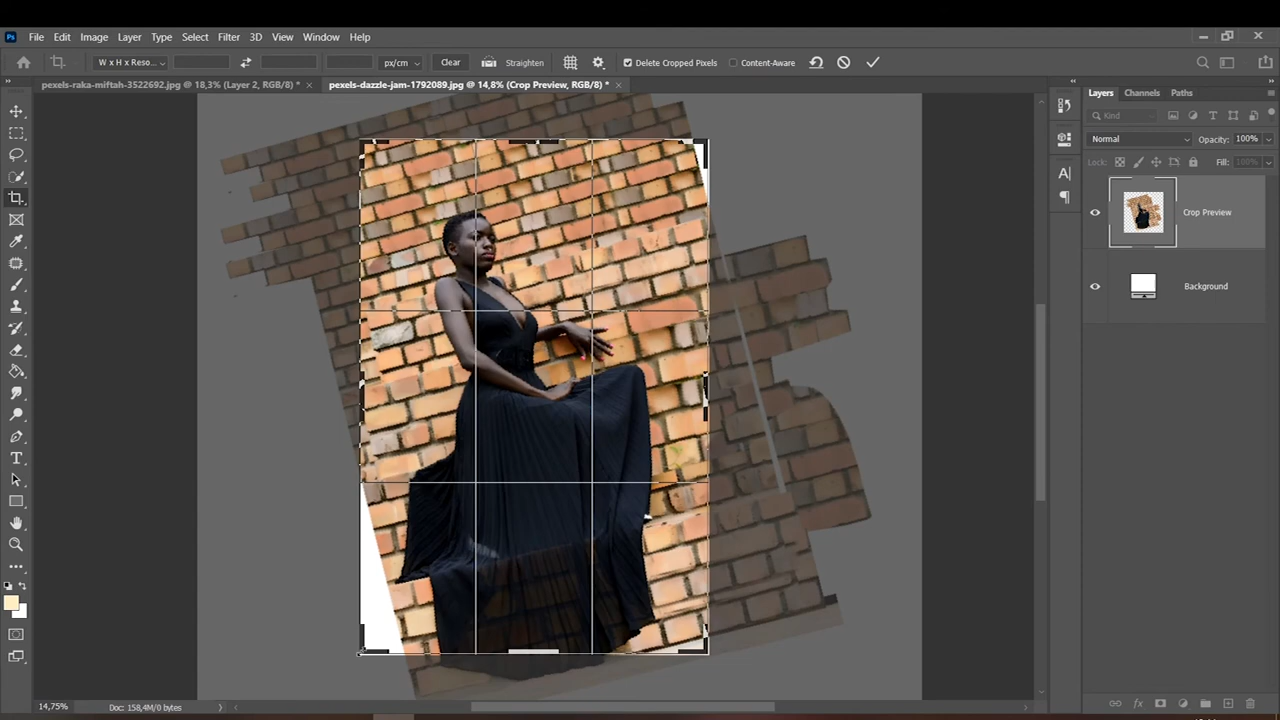 Ps File Edit Image Layer Type Select Filter 3D View Window Help
W x H x Reso... px/cm Clear Straighten Delete Cropped Pixels Content-Aware
pexels-raka-miftah-3522692.jpg @ 18,3% (Layer 2, RGB/8) * × pexels-dazzle-jam-1792089.jpg @ 14,8% (Crop Preview, RGB/8) * ×
Layers Channels Paths
Kind
Normal Opacity: 100%
Lock: Fill: 100%
Crop Preview
Background
14,75% Doc: 158,4M/0 bytes